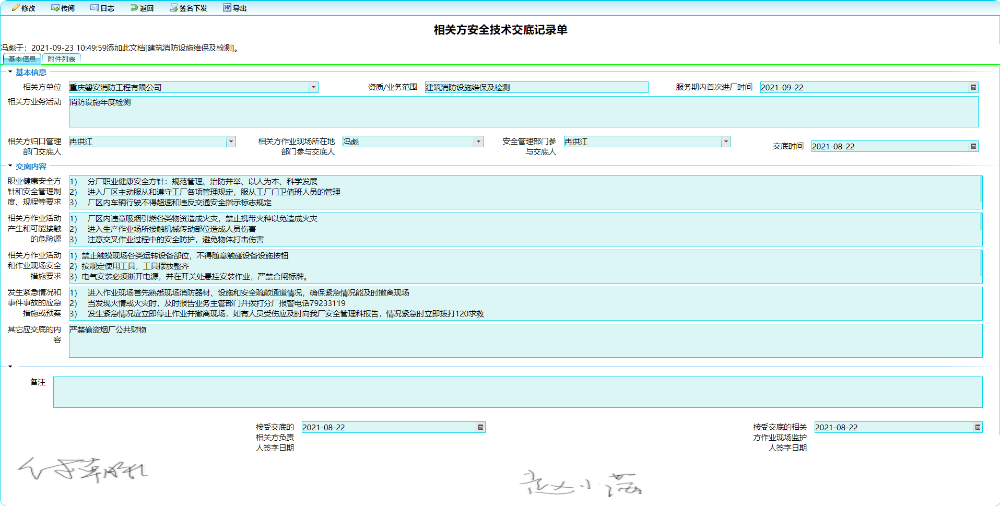 修改 传阅 日志 返回 签名下发 导出
相关方安全技术交底记录单
冯彪于：2021-09-23 10:49:59添加此文档[建筑消防设施维保及检测]。
基本信息 附件列表
基本信息
相关方单位 重庆磐安消防工程有限公司 资质/业务范围 建筑消防设施维保及检测 服务期内首次进厂时间 2021-09-22
相关方业务活动 消防设施年度检测
相关方归口管理部门交底人 冉洪江 相关方作业现场所在地部门参与交底人 冯彪 安全管理部门参与交底人 冉洪江 交底时间 2021-08-22
交底内容
职业健康安全方针和安全管理制度、规程等要求
1) 分厂职业健康安全方针：规范管理、治防并举、以人为本、科学发展
2) 进入厂区主动服从和遵守工厂各项管理规定，服从工厂门卫值班人员的管理
3) 厂区内车辆行驶不得超速和违反交通安全指示标志规定
相关方作业活动产生和可能接触的危险源
1) 厂区内违章吸烟引燃各类物资造成火灾，禁止携带火种以免造成火灾
2) 进入生产作业场所接触机械传动部位造成人员伤害
3) 注意交叉作业过程中的安全防护，避免物体打击伤害
相关方作业活动和作业现场安全措施要求
1）禁止触摸现场各类运转设备部位，不得随意触碰设备设施按钮
2）按规定使用工具，工具摆放整齐
3）电气安装必须断开电源，并在开关处悬挂安装作业，严禁合闸标牌。
发生紧急情况和事件事故的应急措施或预案
1) 进入作业现场首先熟悉现场消防器材、设施和安全疏散通道情况，确保紧急情况能及时撤离现场
2) 当发现火情或火灾时，及时报告业务主管部门并拨打分厂报警电话79233119
3) 发生紧急情况应立即停止作业并撤离现场，如有人员受伤应及时向我厂安全管理科报告，情况紧急时立即拨打120求救
其它应交底的内容 严禁偷盗烟厂公共财物
备注
接受交底的相关方负责人签字日期 2021-08-22 接受交底的相关方作业现场监护人签字日期 2021-08-22
赵小满